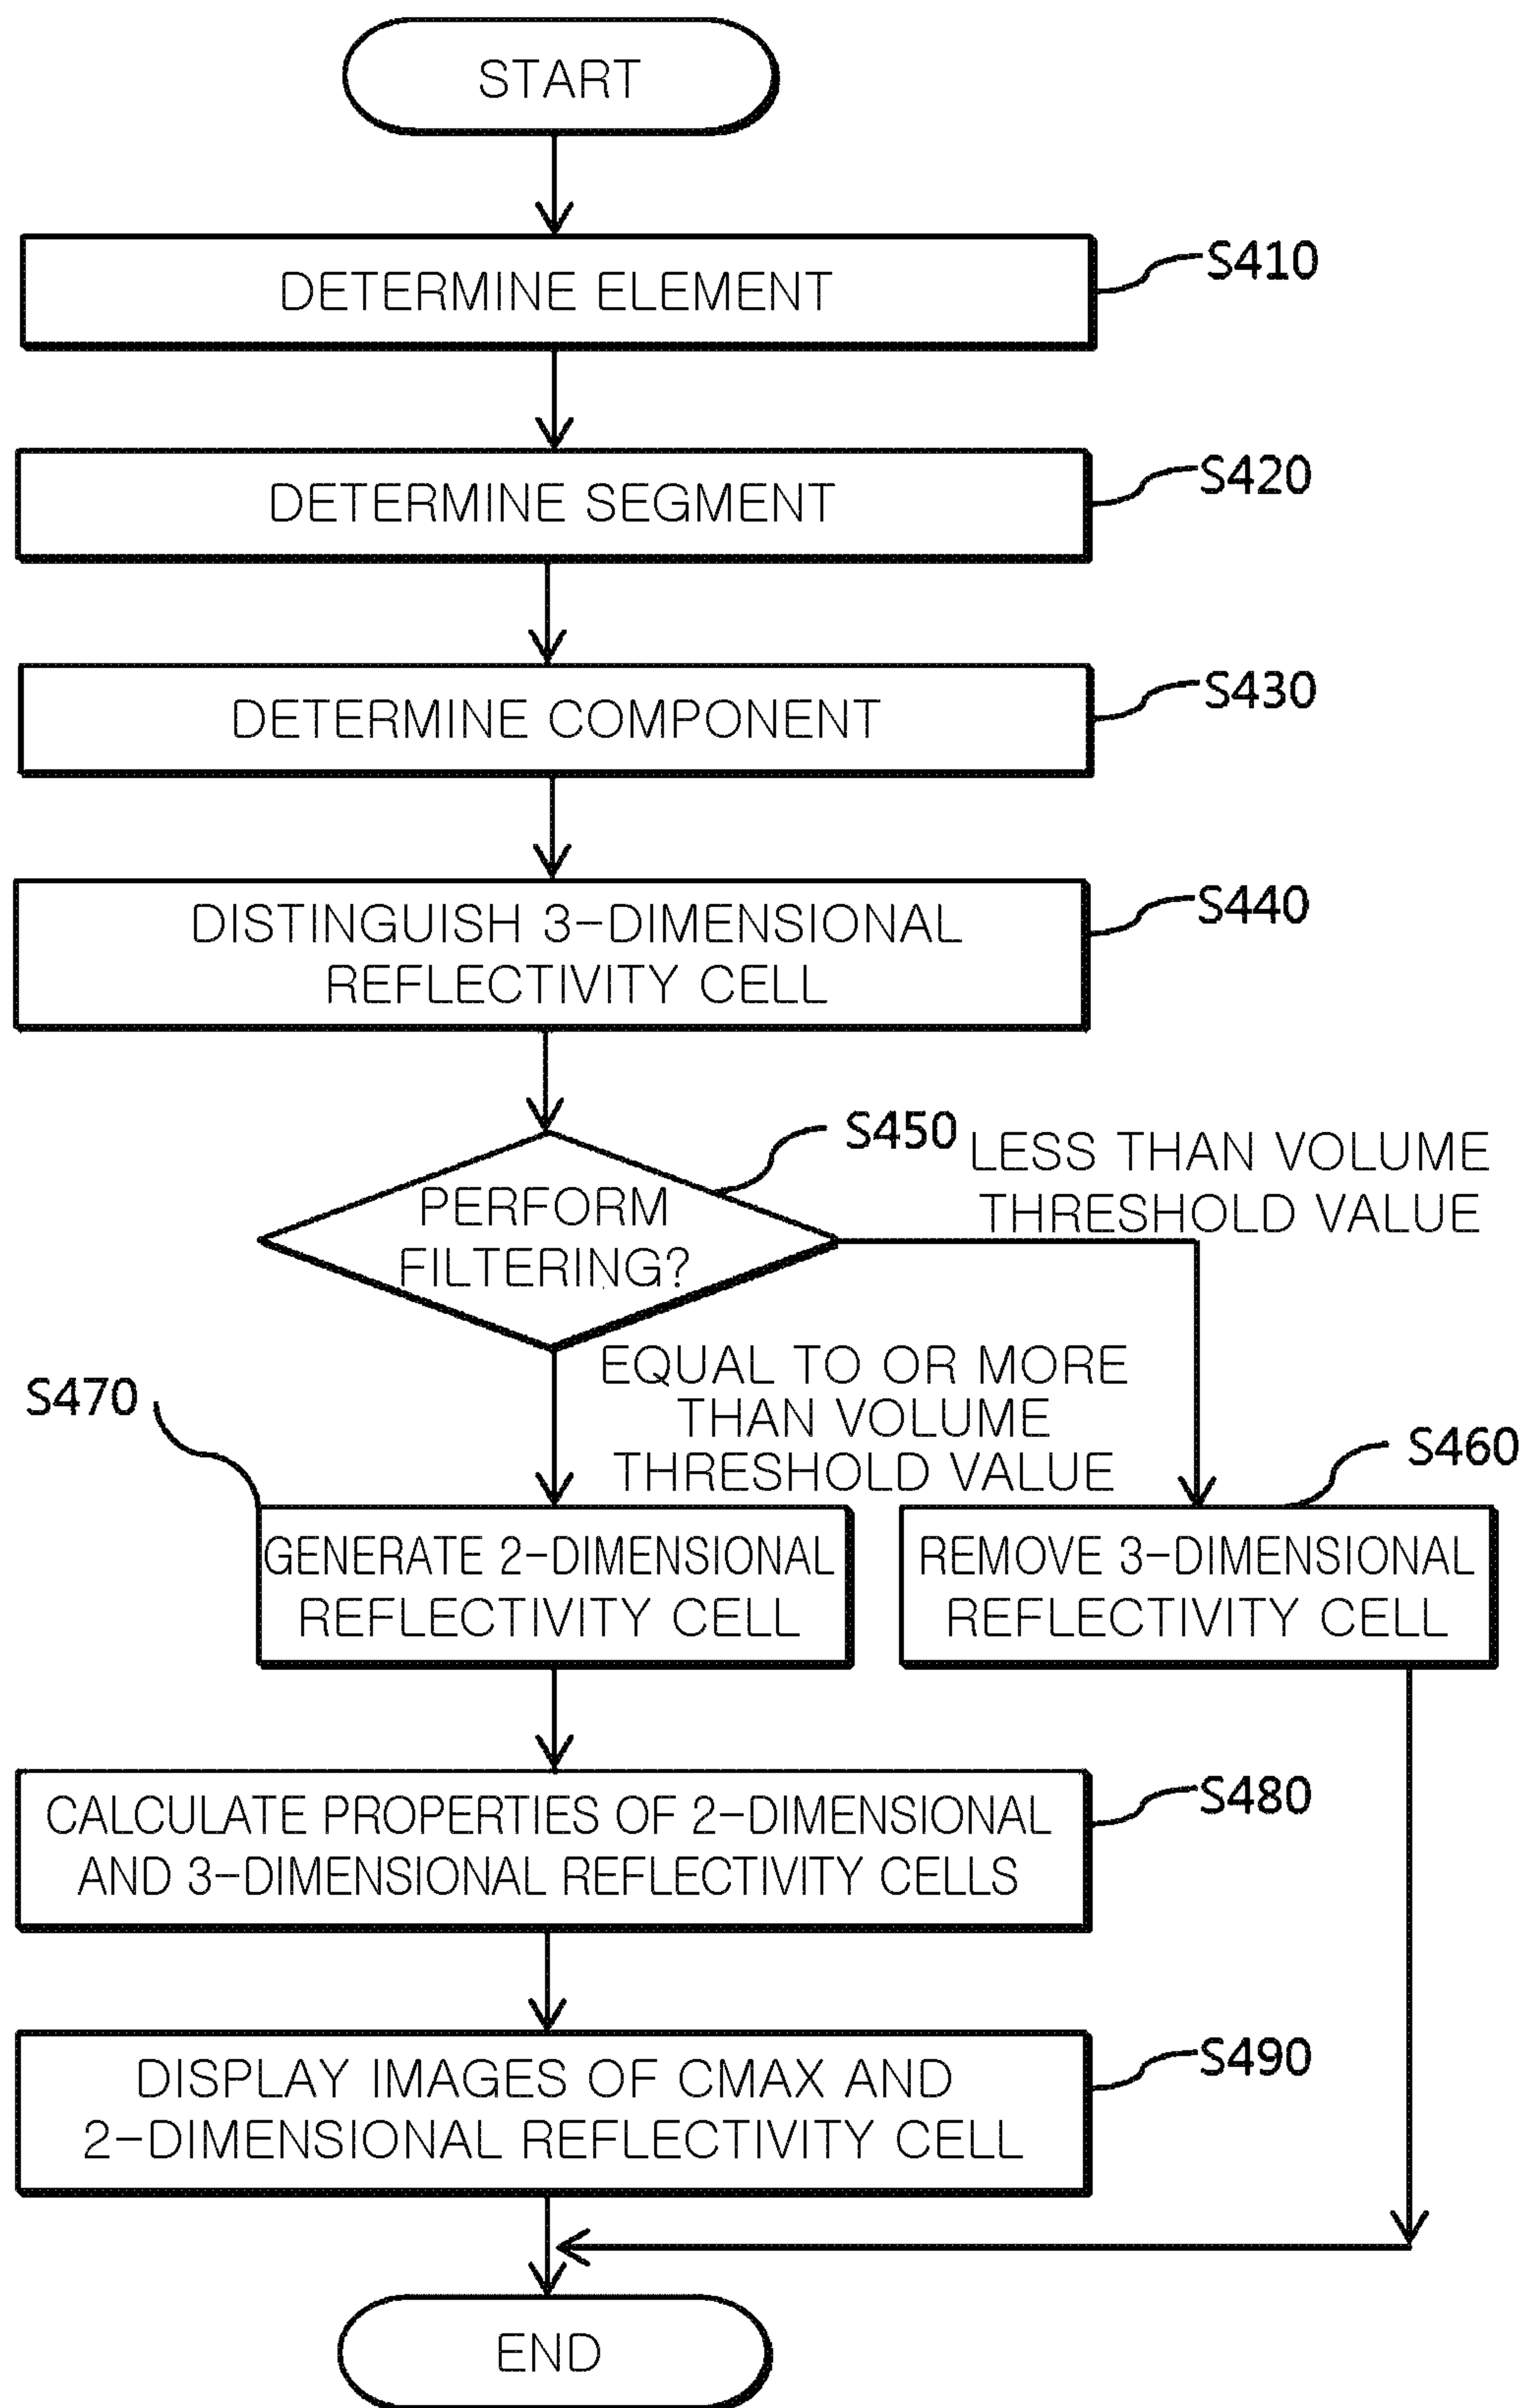 START
DETERMINE ELEMENT
S410
DETERMINE SEGMENT
S420
DETERMINE COMPONENT
S430
DISTINGUISH 3-DIMENSIONAL
REFLECTIVITY CELL
S440
PERFORM
FILTERING?
S450
LESS THAN VOLUME
THRESHOLD VALUE
EQUAL TO OR MORE
THAN VOLUME
THRESHOLD VALUE
S470
GENERATE 2-DIMENSIONAL
REFLECTIVITY CELL
S460
REMOVE 3-DIMENSIONAL
REFLECTIVITY CELL
CALCULATE PROPERTIES OF 2-DIMENSIONAL
AND 3-DIMENSIONAL REFLECTIVITY CELLS
S480
DISPLAY IMAGES OF CMAX AND
2-DIMENSIONAL REFLECTIVITY CELL
S490
END